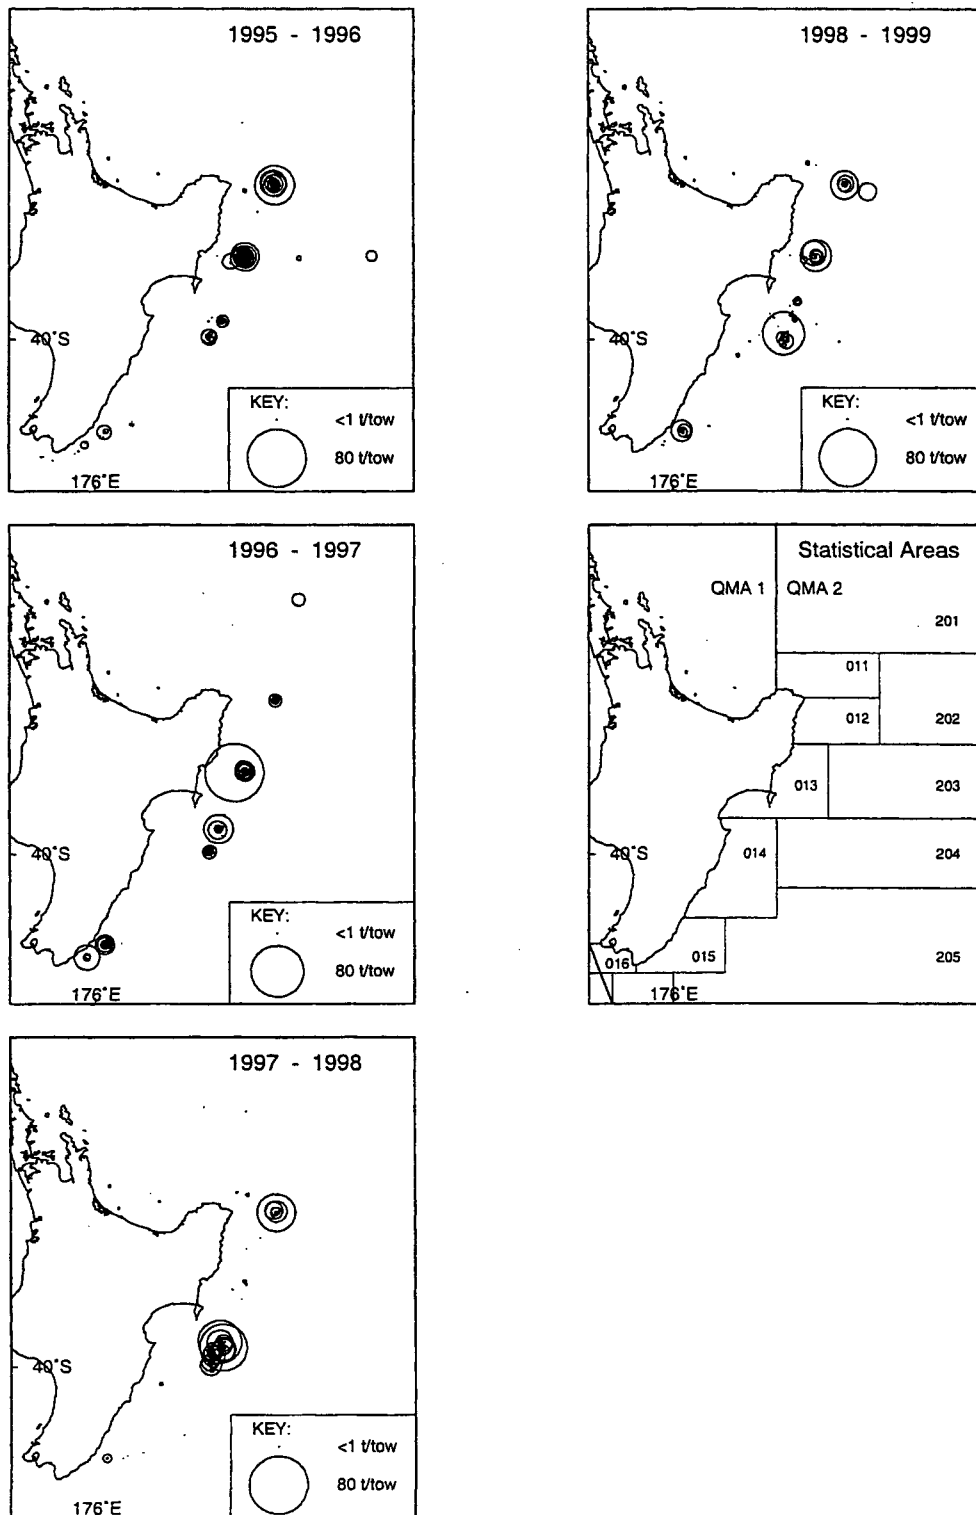 1995 - 1996
40°S
KEY:
<1 t/tow
80 t/tow
176°E
1998 - 1999
40°S
KEY:
<1 t/tow
80 t/tow
176°E
1996 - 1997
40°S
KEY:
<1 t/tow
80 t/tow
176°E
Statistical Areas
QMA 1 QMA 2
201
011
012 202
013 203
40°S 014 204
016 015 205
176°E
1997 - 1998
40°S
KEY:
<1 t/tow
80 t/tow
176°E